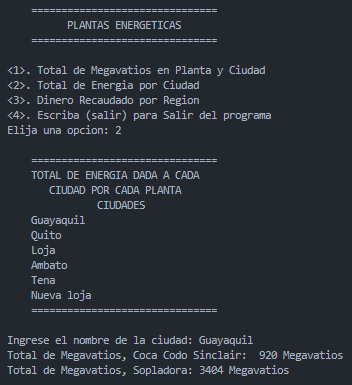 ===============================
PLANTAS ENERGETICAS
===============================
<1>. Total de Megavatios en Planta y Ciudad
<2>. Total de Energia por Ciudad
<3>. Dinero Recaudado por Region
<4>. Escriba (salir) para Salir del programa
Elija una opcion: 2
===============================
TOTAL DE ENERGIA DADA A CADA
CIUDAD POR CADA PLANTA
CIUDADES
Guayaquil
Quito
Loja
Ambato
Tena
Nueva loja
===============================
Ingrese el nombre de la ciudad: Guayaquil
Total de Megavatios, Coca Codo Sinclair:  920 Megavatios
Total de Megavatios, Sopladora: 3404 Megavatios